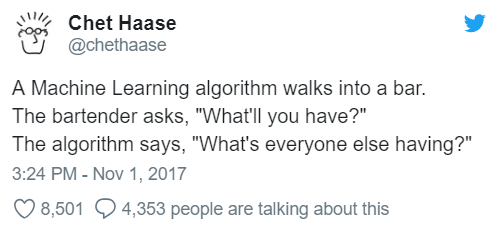 Chet Haase
@chethaase
A Machine Learning algorithm walks into a bar.
The bartender asks, "What'll you have?"
The algorithm says, "What's everyone else having?"
3:24 PM - Nov 1, 2017
8,501 4,353 people are talking about this